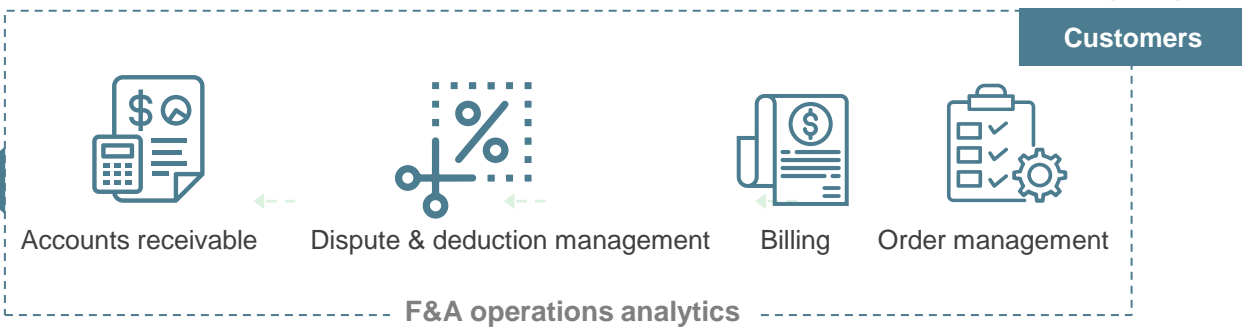 Customers
Accounts receivable
Dispute & deduction management
Billing
Order management
F&A operations analytics